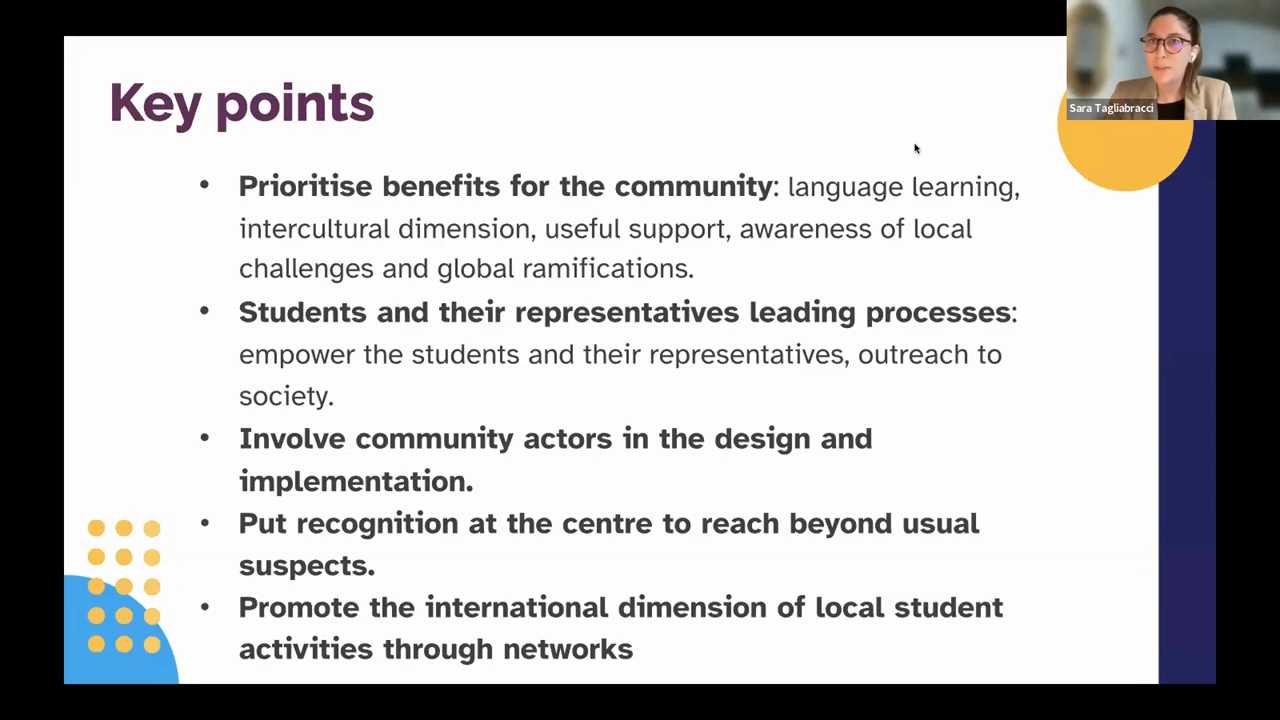 Key points
Sara Tagliabracci
• Prioritise benefits for the community: language learning,
intercultural dimension, useful support, awareness of local
challenges and global ramifications.
• Students and their representatives leading processes:
empower the students and their representatives, outreach to
society.
• Involve community actors in the design and
implementation.
• Put recognition at the centre to reach beyond usual
suspects.
• Promote the international dimension of local student
activities through networks